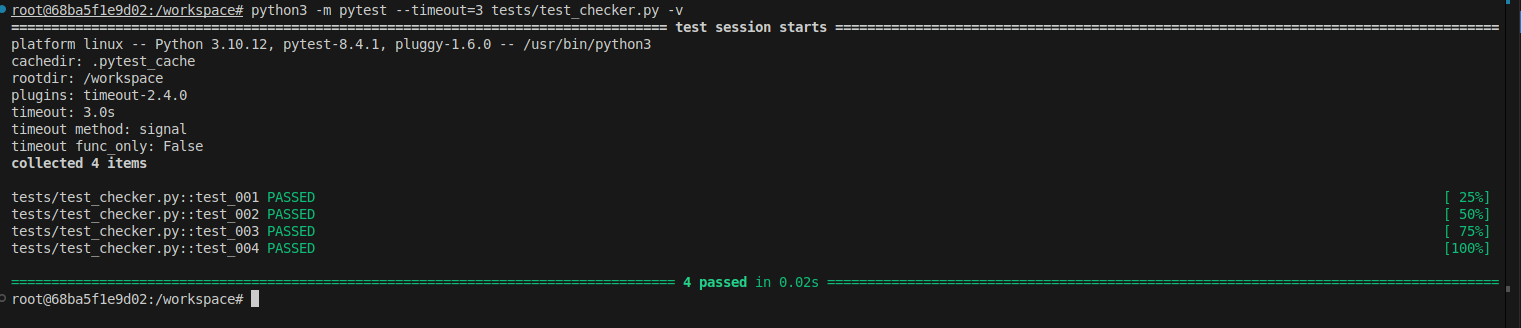 root@68ba5f1e9d02:/workspace# python3 -m pytest --timeout=3 tests/test_checker.py -v
=================================================================================== test session starts ===================================================================================
platform linux -- Python 3.10.12, pytest-8.4.1, pluggy-1.6.0 -- /usr/bin/python3
cachedir: .pytest_cache
rootdir: /workspace
plugins: timeout-2.4.0
timeout: 3.0s
timeout method: signal
timeout func_only: False
collected 4 items

tests/test_checker.py::test_001 PASSED [ 25%]
tests/test_checker.py::test_002 PASSED [ 50%]
tests/test_checker.py::test_003 PASSED [ 75%]
tests/test_checker.py::test_004 PASSED [100%]

==================================================================================== 4 passed in 0.02s ====================================================================================
root@68ba5f1e9d02:/workspace#